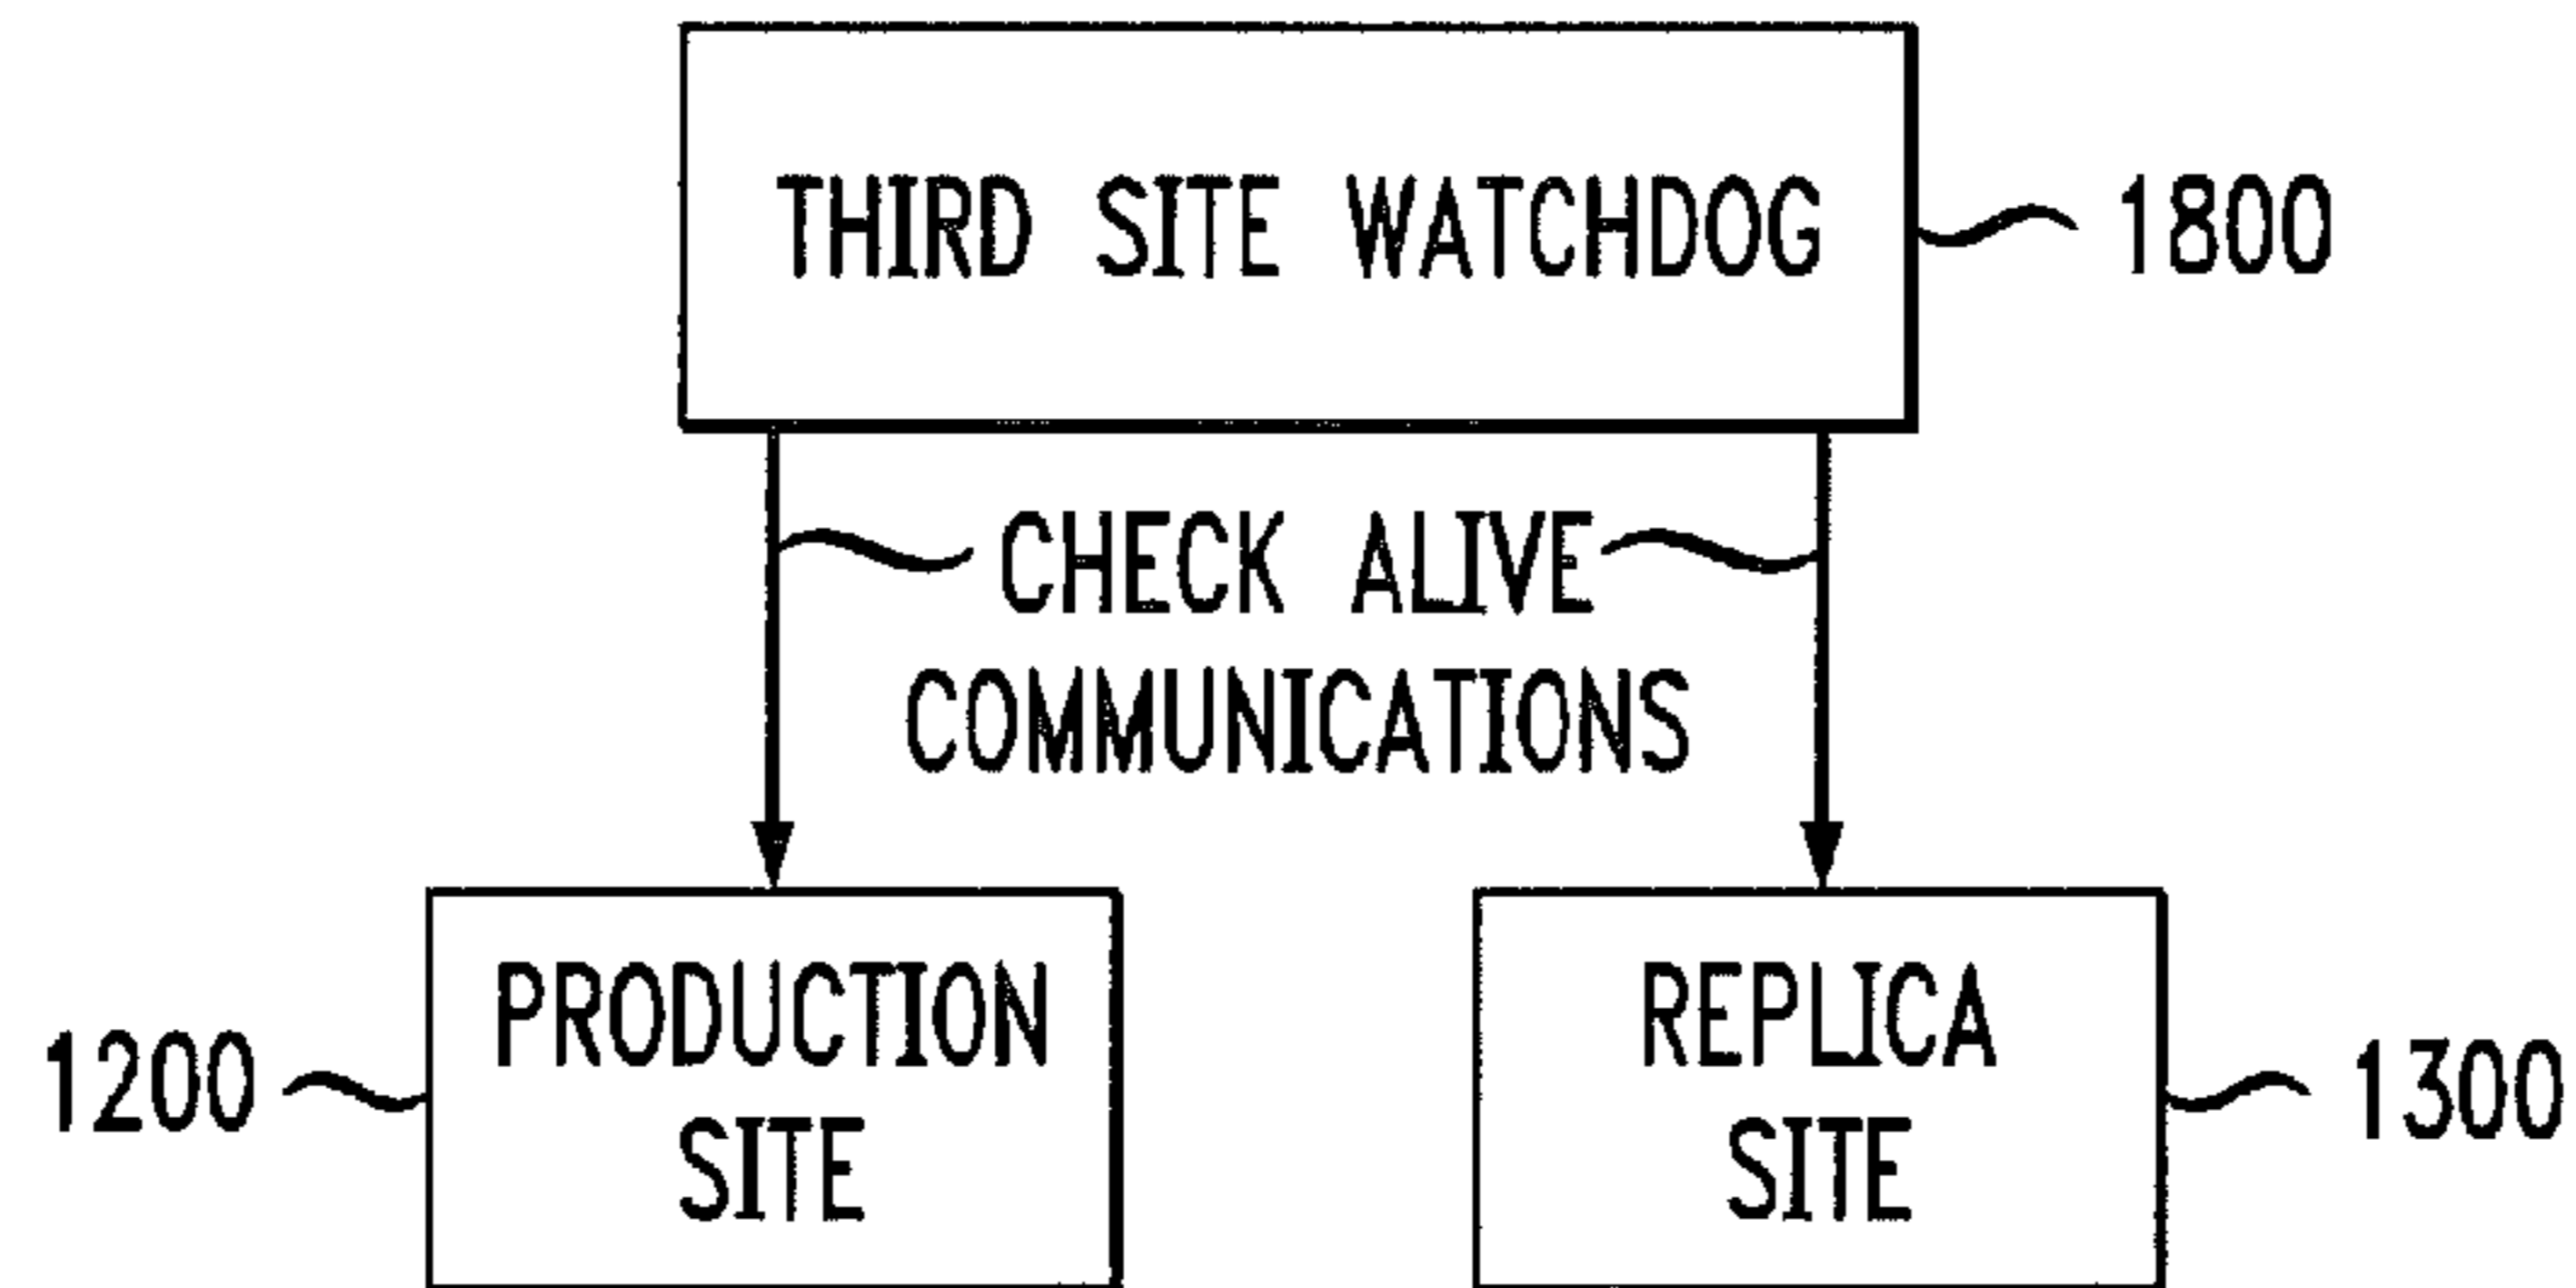 THIRD SITE WATCHDOG
1800
CHECK ALIVE
COMMUNICATIONS
1200
PRODUCTION
SITE
REPLICA
SITE
1300